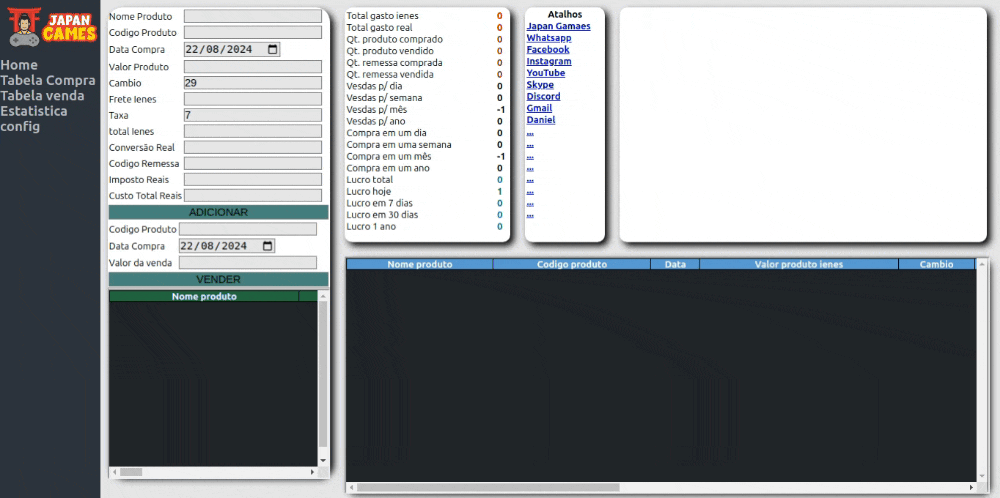 JAPAN
GAMES
Home
Tabela Compra
Tabela venda
Estatistica
config
Nome Produto
Codigo Produto
Data Compra 22/08/2024
Valor Produto
Cambio 29
Frete Ienes
Taxa 7
total Ienes
Conversão Real
Codigo Remessa
Imposto Reais
Custo Total Reais
ADICIONAR
Codigo Produto
Data Compra 22/08/2024
Valor da venda
VENDER
Nome produto
Total gasto ienes 0
Total gasto real 0
Qt. produto comprado 0
Qt. produto vendido 0
Qt. remessa comprada 0
Qt. remessa vendida 0
Vesdas p/ dia 0
Vesdas p/ semana 0
Vesdas p/ mês -1
Vesdas p/ ano 0
Compra em um dia 0
Compra em uma semana 0
Compra em um mês -1
Compra em um ano 0
Lucro total 0
Lucro hoje 1
Lucro em 7 dias 0
Lucro em 30 dias 0
Lucro 1 ano 0
Atalhos
Japan Gamaes
Whatsapp
Facebook
Instagram
YouTube
Skype
Discord
Gmail
Daniel
...
...
...
...
...
...
...
...
Nome produto Codigo produto Data Valor produto ienes Cambio